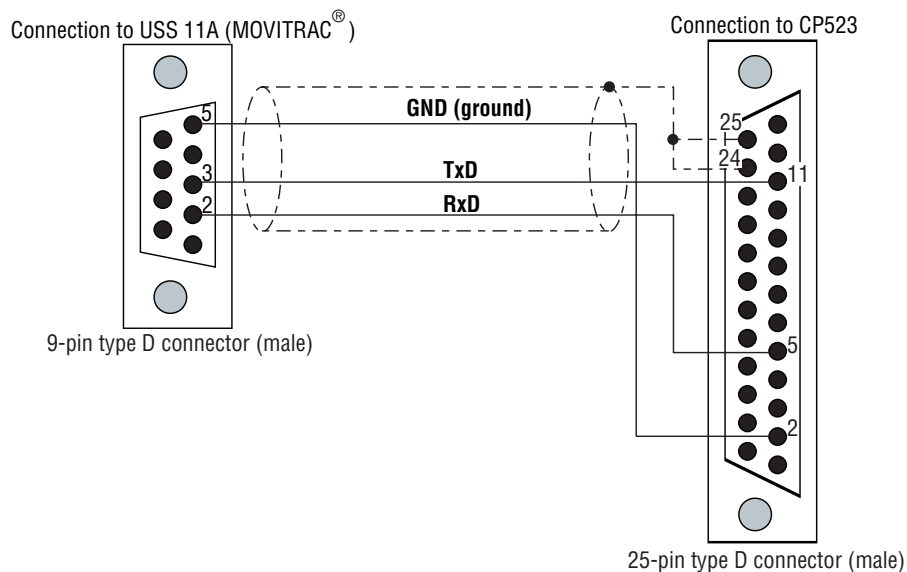 Connection to USS 11A (MOVITRAC®)
Connection to CP523
5
GND (ground)
25
24
3
TxD
11
2
RxD
5
2
9-pin type D connector (male)
25-pin type D connector (male)